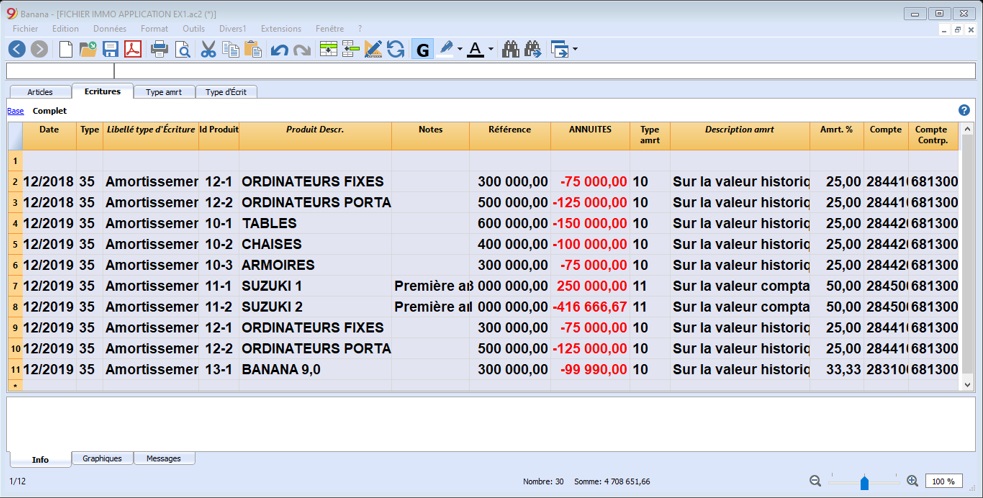 9 Banana - [FICHIER IMMO APPLICATION EX1.ac2 (*)]
Fichier Edition Données Format Outils Divers1 Extensions Fenêtre ?
G A
Articles Ecritures Type amrt Type d'Écrit
Base Complet ?
Date Type Libellé type d'Écriture Id Produit Produit Descr. Notes Référence ANNUITES Type amrt Description amrt Amrt. % Compte Compte Contrp.
1
2 12/2018 35 Amortissemer 12-1 ORDINATEURS FIXES 300 000,00 -75 000,00 10 Sur la valeur historiq 25,00 28441 681300
3 12/2018 35 Amortissemer 12-2 ORDINATEURS PORTA 500 000,00 -125 000,00 10 Sur la valeur historiq 25,00 28441 681300
4 12/2019 35 Amortissemer 10-1 TABLES 600 000,00 -150 000,00 10 Sur la valeur historiq 25,00 28442 681300
5 12/2019 35 Amortissemer 10-2 CHAISES 400 000,00 -100 000,00 10 Sur la valeur historiq 25,00 28442 681300
6 12/2019 35 Amortissemer 10-3 ARMOIRES 300 000,00 -75 000,00 10 Sur la valeur historiq 25,00 28442 681300
7 12/2019 35 Amortissemer 11-1 SUZUKI 1 Première a 000 000,00 250 000,00 11 Sur la valeur compta 50,00 28450 681300
8 12/2019 35 Amortissemer 11-2 SUZUKI 2 Première a 000 000,00 -416 666,67 11 Sur la valeur compta 50,00 28450 681300
9 12/2019 35 Amortissemer 12-1 ORDINATEURS FIXES 300 000,00 -75 000,00 10 Sur la valeur historiq 25,00 28441 681300
10 12/2019 35 Amortissemer 12-2 ORDINATEURS PORTA 500 000,00 -125 000,00 10 Sur la valeur historiq 25,00 28441 681300
11 12/2019 35 Amortissemer 13-1 BANANA 9,0 300 000,00 -99 990,00 10 Sur la valeur historiq 33,33 28310 681300
*
Info Graphiques Messages
1/12 Nombre: 30 Somme: 4 708 651,66 100 %